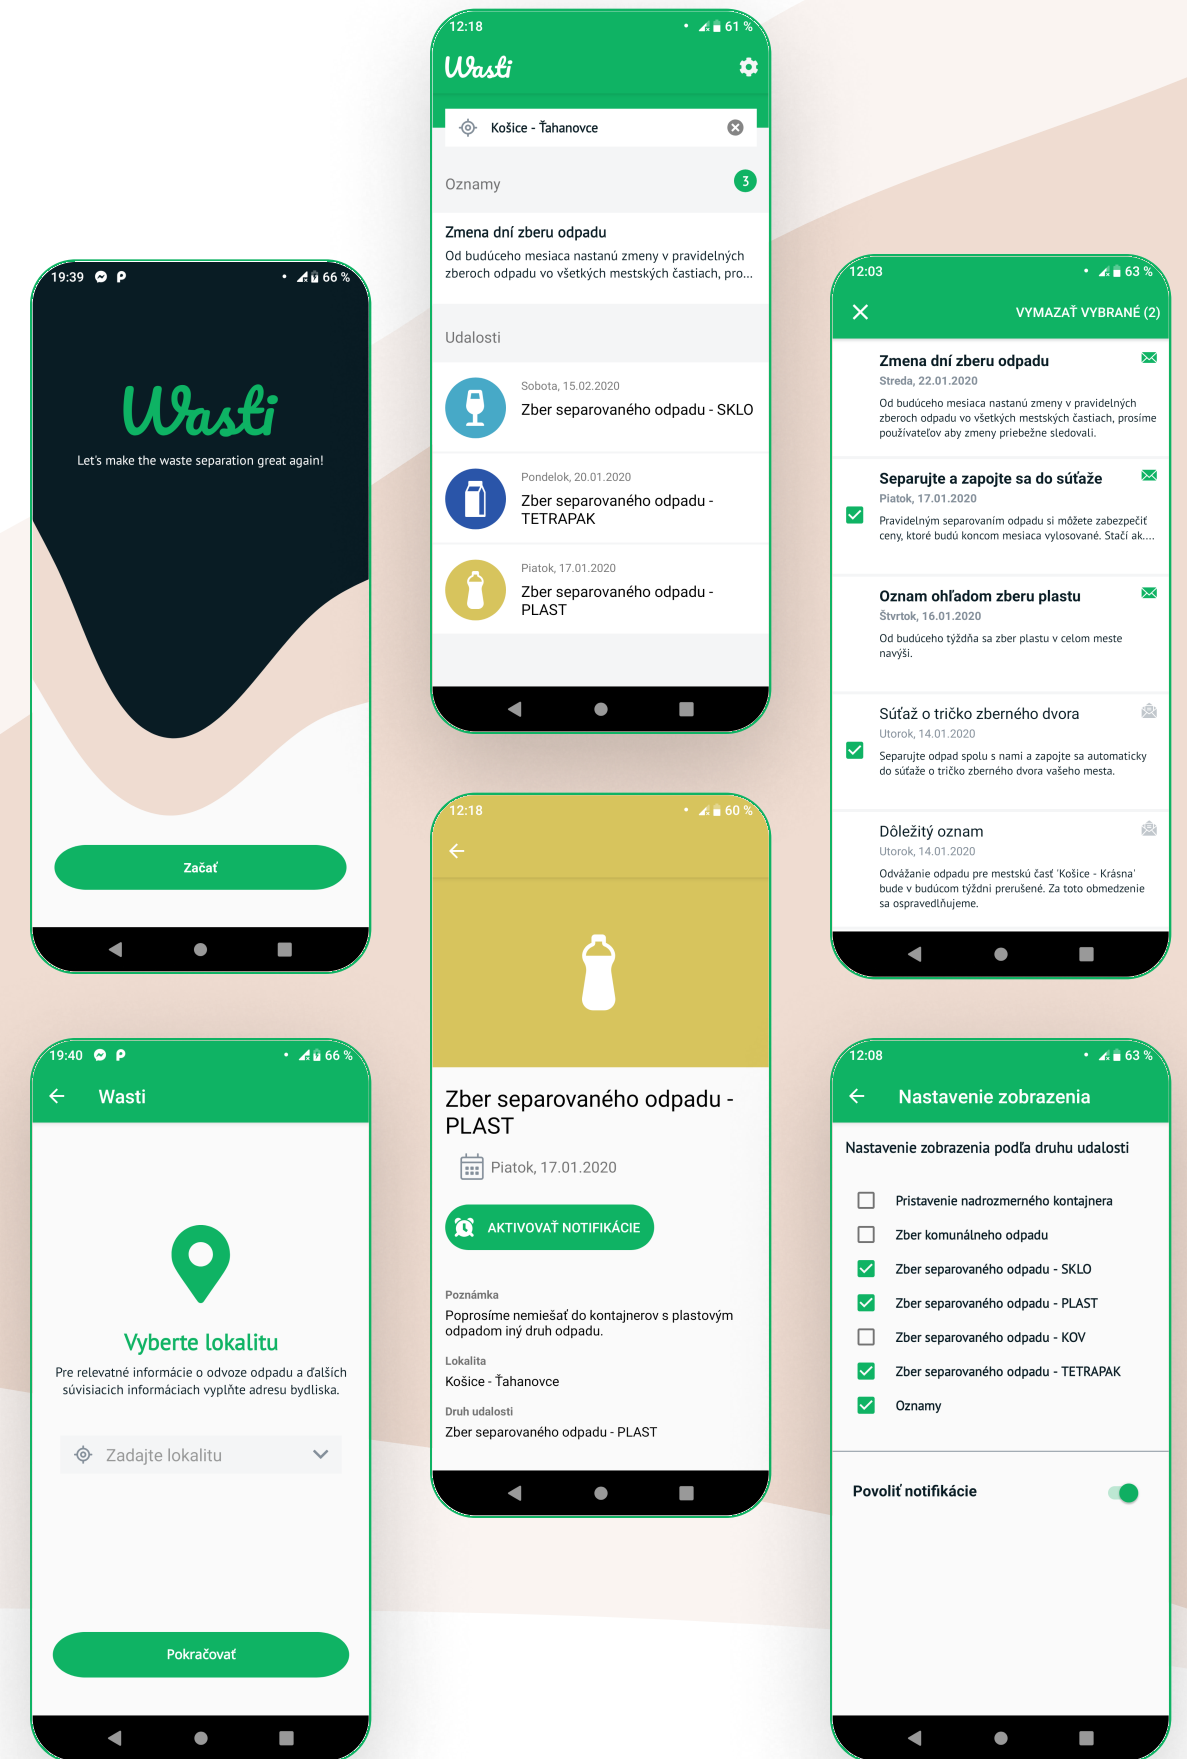 19:39
66 %
Wasti
Let's make the waste separation great again!
Začať
19:40
66 %
Wasti
Vyberte lokalitu
Pre relevatné informácie o odvoze odpadu a ďalších
súvisiacich informáciach vyplňte adresu bydliska.
Zadajte lokalitu
Pokračovať
12:18
61 %
Wasti
Košice - Ťahanovce
Oznamy
3
Zmena dní zberu odpadu
Od budúceho mesiaca nastanú zmeny v pravidelných
zberoch odpadu vo všetkých mestských častiach, pro...
Udalosti
Sobota, 15.02.2020
Zber separovaného odpadu - SKLO
Pondelok, 20.01.2020
Zber separovaného odpadu -
TETRAPAK
Piatok, 17.01.2020
Zber separovaného odpadu -
PLAST
12:18
60 %
Zber separovaného odpadu -
PLAST
Piatok, 17.01.2020
AKTIVOVAŤ NOTIFIKÁCIE
Poznámka
Poprosíme nemiešať do kontajnerov s plastovým
odpadom iný druh odpadu.
Lokalita
Košice - Ťahanovce
Druh udalosti
Zber separovaného odpadu - PLAST
12:03
63 %
VYMAZAŤ VYBRANÉ (2)
Zmena dní zberu odpadu
Streda, 22.01.2020
Od budúceho mesiaca nastanú zmeny v pravidelných
zberoch odpadu vo všetkých mestských častiach, prosíme
používateľov aby zmeny priebežne sledovali.
Separujte a zapojte sa do súťaže
Piatok, 17.01.2020
Pravidelným separovaním odpadu si môžete zabezpečiť
ceny, ktoré budú koncom mesiaca vylosované. Stačí ak....
Oznam ohľadom zberu plastu
Štvrtok, 16.01.2020
Od budúceho týždňa sa zber plastu v celom meste
navýši.
Súťaž o tričko zberného dvora
Utorok, 14.01.2020
Separujte odpad spolu s nami a zapojte sa automaticky
do súťaže o tričko zberného dvora vašeho mesta.
Dôležitý oznam
Utorok, 14.01.2020
Odvážanie odpadu pre mestskú časť 'Košice - Krásna'
bude v budúcom týždni prerušené. Za toto obmedzenie
sa ospravedlňujeme.
12:08
63 %
Nastavenie zobrazenia
Nastavenie zobrazenia podľa druhu udalosti
Pristavenie nadrozmerného kontajnera
Zber komunálneho odpadu
Zber separovaného odpadu - SKLO
Zber separovaného odpadu - PLAST
Zber separovaného odpadu - KOV
Zber separovaného odpadu - TETRAPAK
Oznamy
Povoliť notifikácie